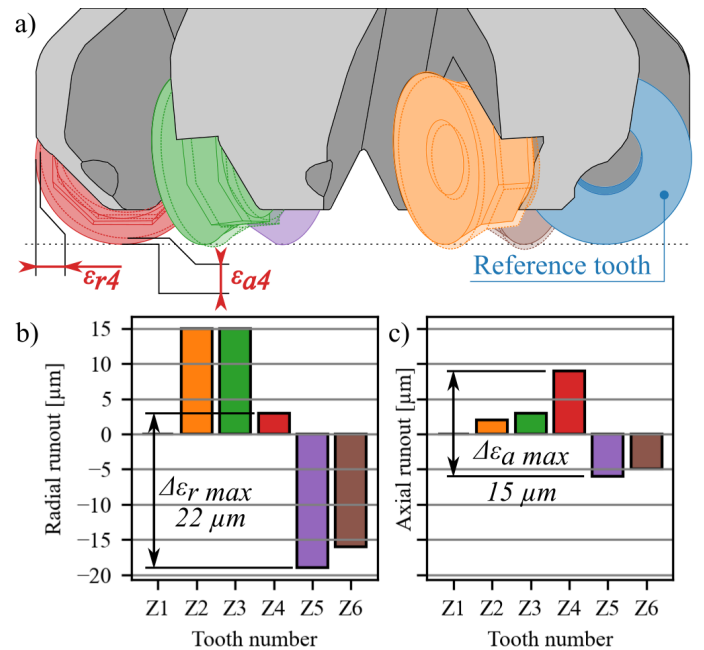 a)
Reference tooth
εr4
εa4
b)
c)
Radial runout [µm]
15
10
5
0
−5
−10
−15
−20
Δεr max
22 µm
Z1 Z2 Z3 Z4 Z5 Z6
Tooth number
Axial runout [µm]
Δεa max
15 µm
Z1 Z2 Z3 Z4 Z5 Z6
Tooth number